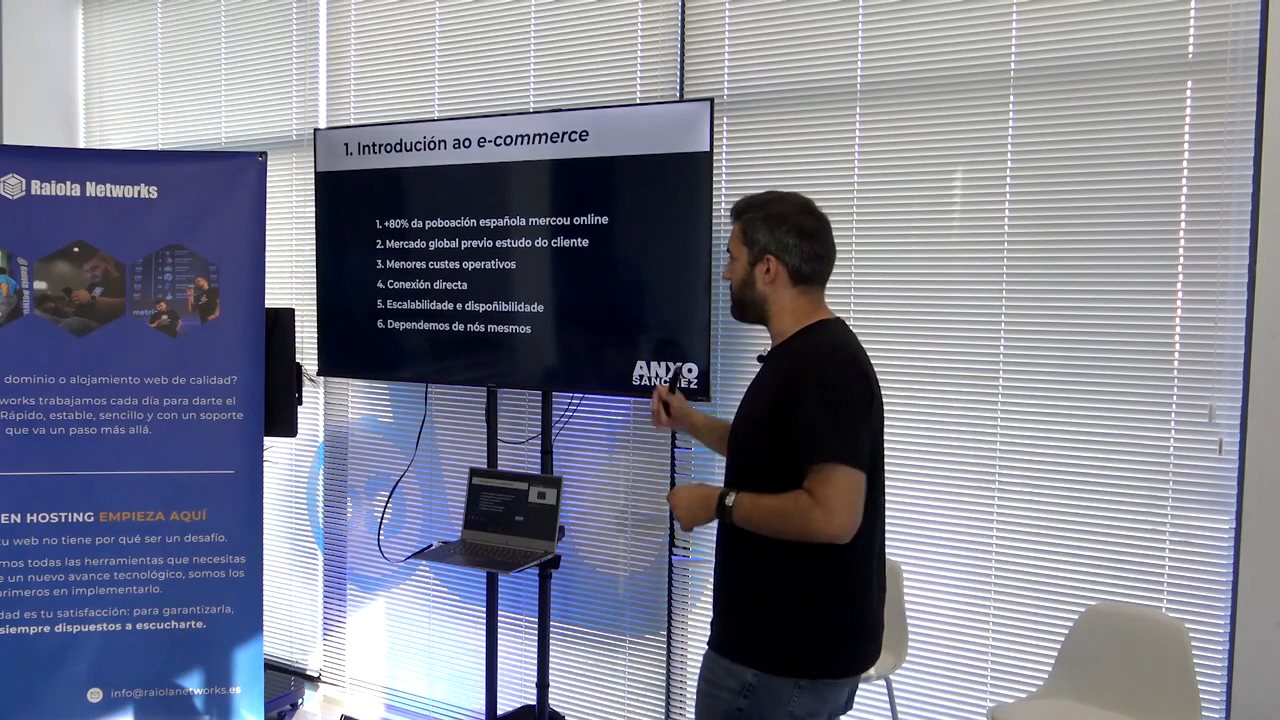 Raiola Networks
dominio o alojamiento web de calidad?
works trabajamos cada día para darte el
Rápido, estable, sencillo y con un soporte
que va un paso más allá.
EN HOSTING EMPIEZA AQUÍ
tu web no tiene por qué ser un desafío.
mos todas las herramientas que necesitas
e un nuevo avance tecnológico, somos los
primeros en implementarlo.
dad es tu satisfacción: para garantizarla,
siempre dispuestos a escucharte.
info@raiolanetworks.es
1. Introdución ao e-commerce
1. +80% da poboación española mercou online
2. Mercado global previo estudo do cliente
3. Menores custes operativos
4. Conexión directa
5. Escalabilidade e dispoñibilidade
6. Dependemos de nós mesmos
ANXO
SÁNCHEZ